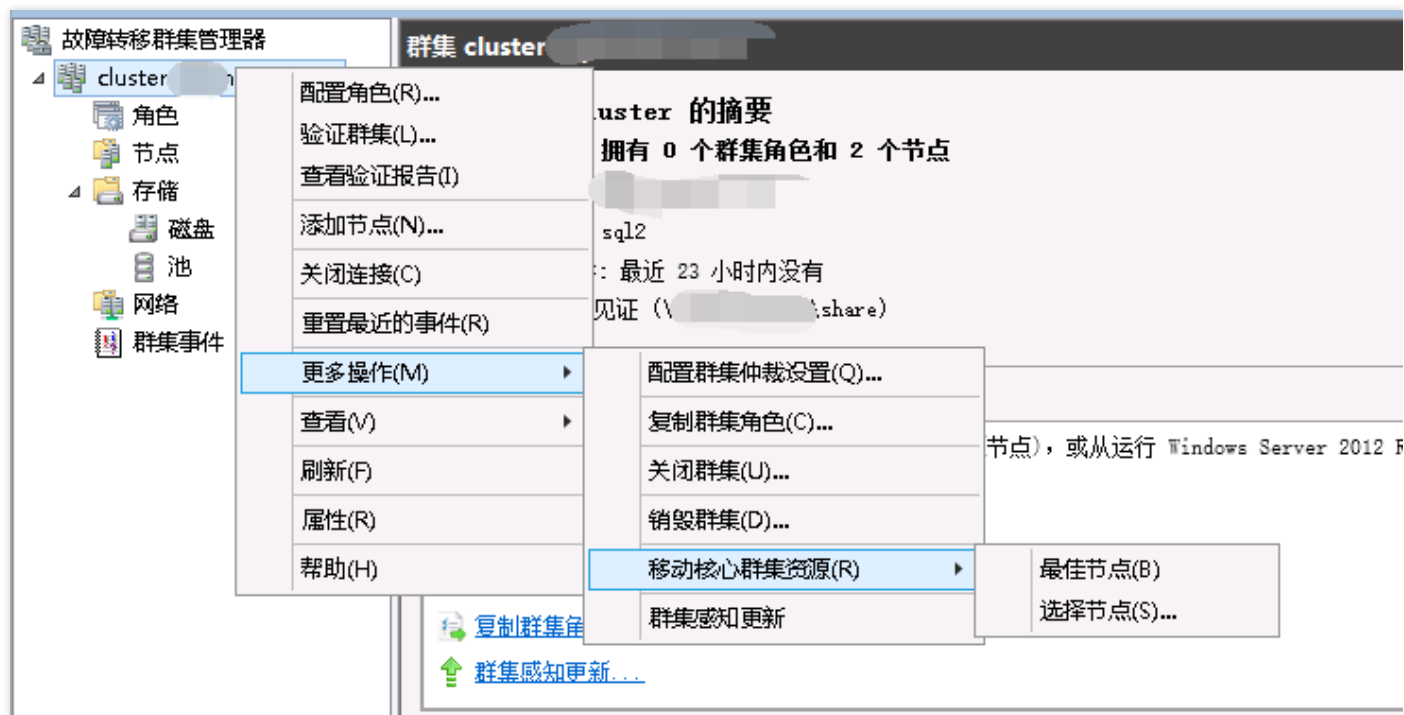 故障转移群集管理器
cluster
角色
节点
存储
磁盘
池
网络
群集事件
配置角色(R)...
验证群集(L)...
查看验证报告(I)
添加节点(N)...
关闭连接(C)
重置最近的事件(R)
更多操作(M)
查看(V)
刷新(F)
属性(R)
帮助(H)
群集 cluster
uster 的摘要
拥有 0 个群集角色和 2 个节点
sql2
: 最近 23 小时内没有
见证 (\ \share)
节点), 或从运行 Windows Server 2012 R
配置群集仲裁设置(Q)...
复制群集角色(C)...
关闭群集(U)...
销毁群集(D)...
移动核心群集资源(R)
群集感知更新
最佳节点(B)
选择节点(S)...
复制群集角
群集感知更新...